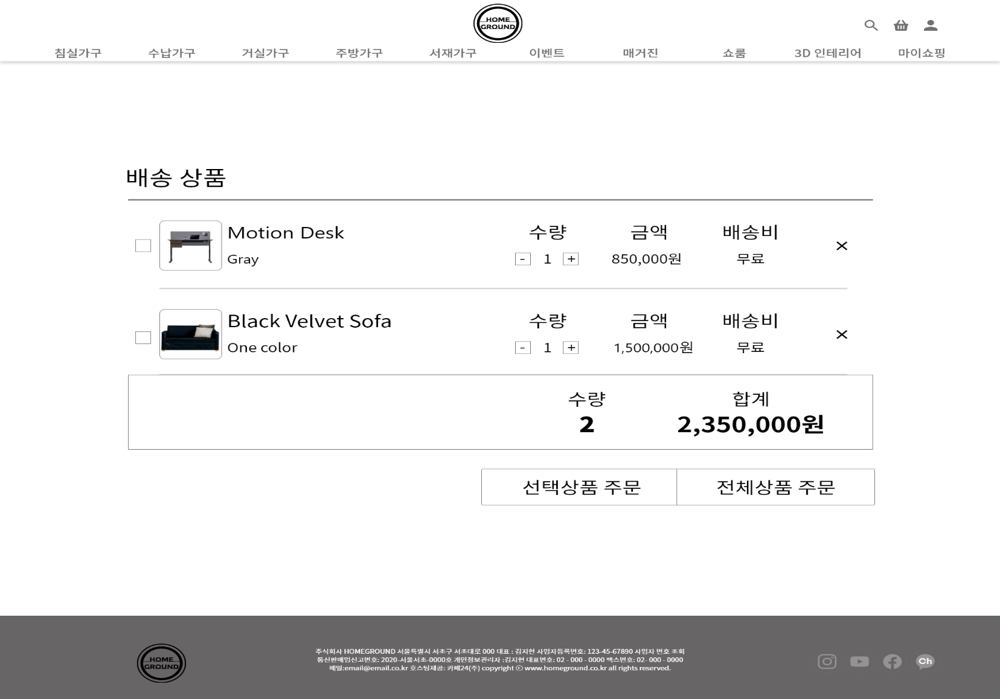 HOME
GROUND
침실가구 수납가구 거실가구 주방가구 서재가구 이벤트 매거진 쇼룸 3D 인테리어 마이쇼핑
배송 상품
Motion Desk 수량 금액 배송비
Gray - 1 + 850,000원 무료
Black Velvet Sofa 수량 금액 배송비
One color - 1 + 1,500,000원 무료
수량 합계
2 2,350,000원
선택상품 주문 전체상품 주문
HOME
GROUND
주식회사 HOMEGROUND 서울특별시 서초구 서초대로 000 대표 : 김지현 사업자등록번호: 123-45-67890 사업자 번호 조회
통신판매업신고번호: 2020-서울서초-0000호 개인정보관리자 :김지현 대표번호: 02 - 000 - 0000 팩스번호: 02- 000 - 0000
메일:email@email.co.kr 호스팅제공: 카페24(주) copyright ⓒ www.homeground.co.kr all rights reserved.
Ch